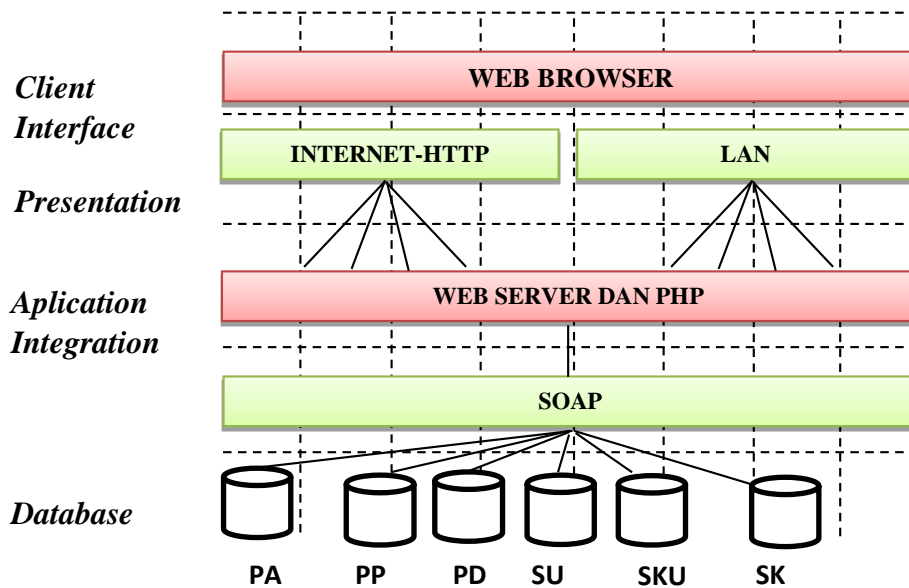 WEB BROWSER
Client
Interface
INTERNET-HTTP
LAN
Presentation
WEB SERVER DAN PHP
Aplication
Integration
SOAP
Database
PA
PP
PD
SU
SKU
SK